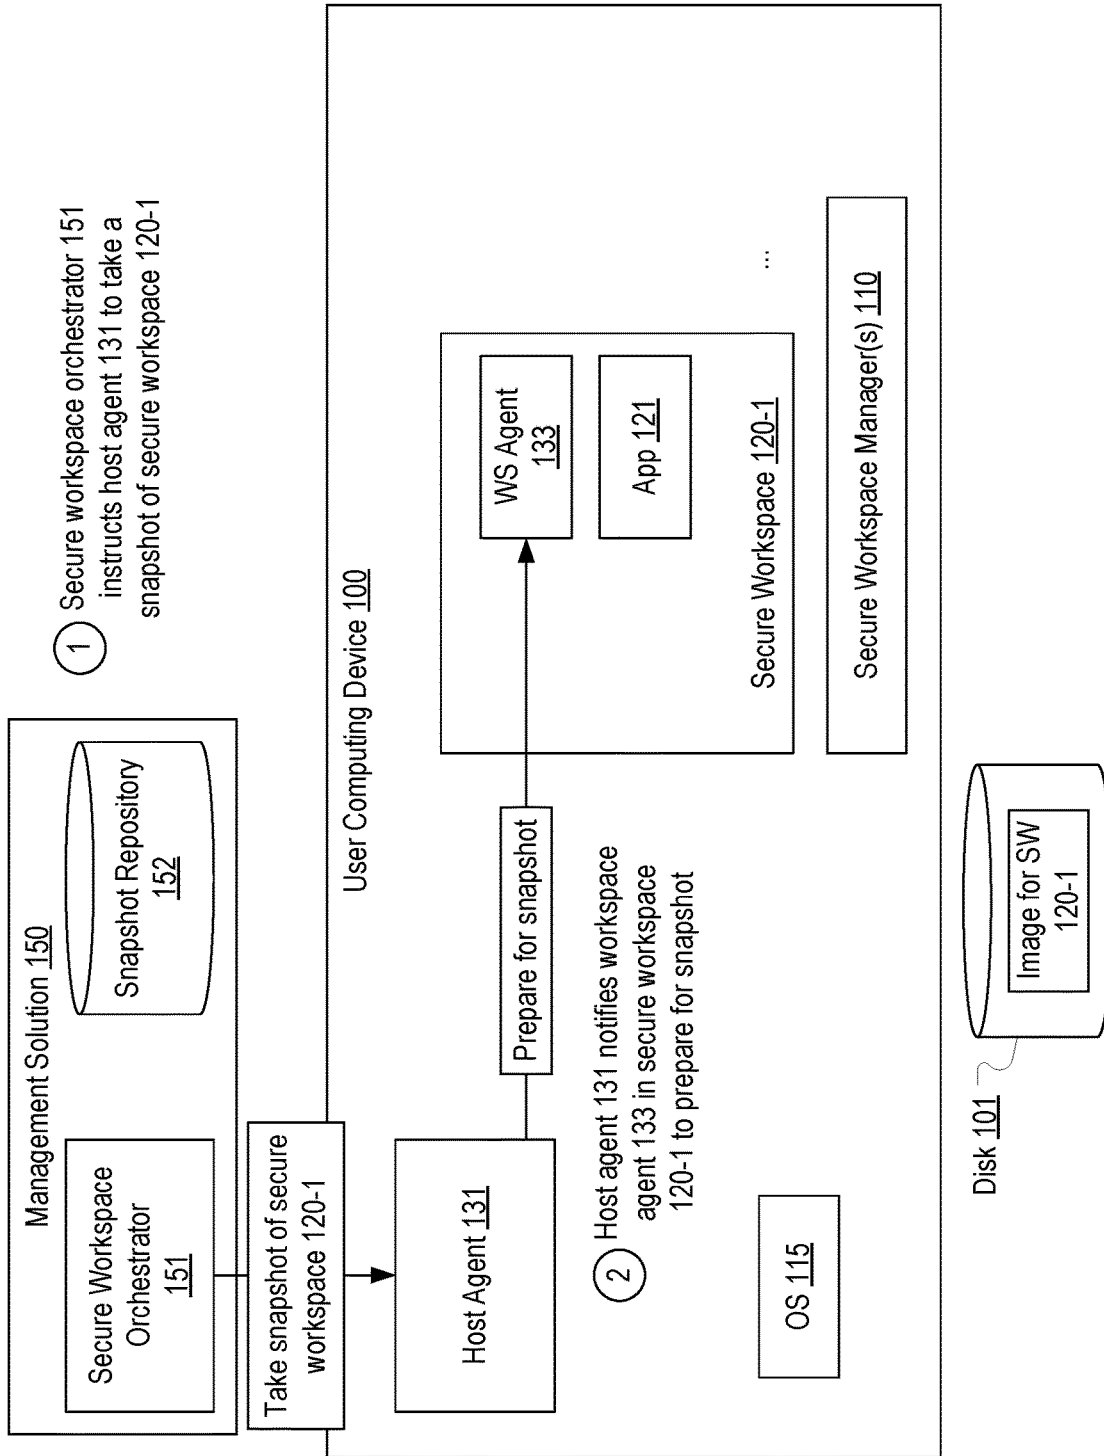 Management Solution 150
Secure Workspace
Orchestrator
151
Snapshot Repository
152
1
Secure workspace orchestrator 151
instructs host agent 131 to take a
snapshot of secure workspace 120-1
Take snapshot of secure
workspace 120-1
User Computing Device 100
Host Agent 131
Prepare for snapshot
WS Agent
133
App 121
Secure Workspace 120-1
...
2
Host agent 131 notifies workspace
agent 133 in secure workspace
120-1 to prepare for snapshot
OS 115
Secure Workspace Manager(s) 110
Disk 101
Image for SW
120-1